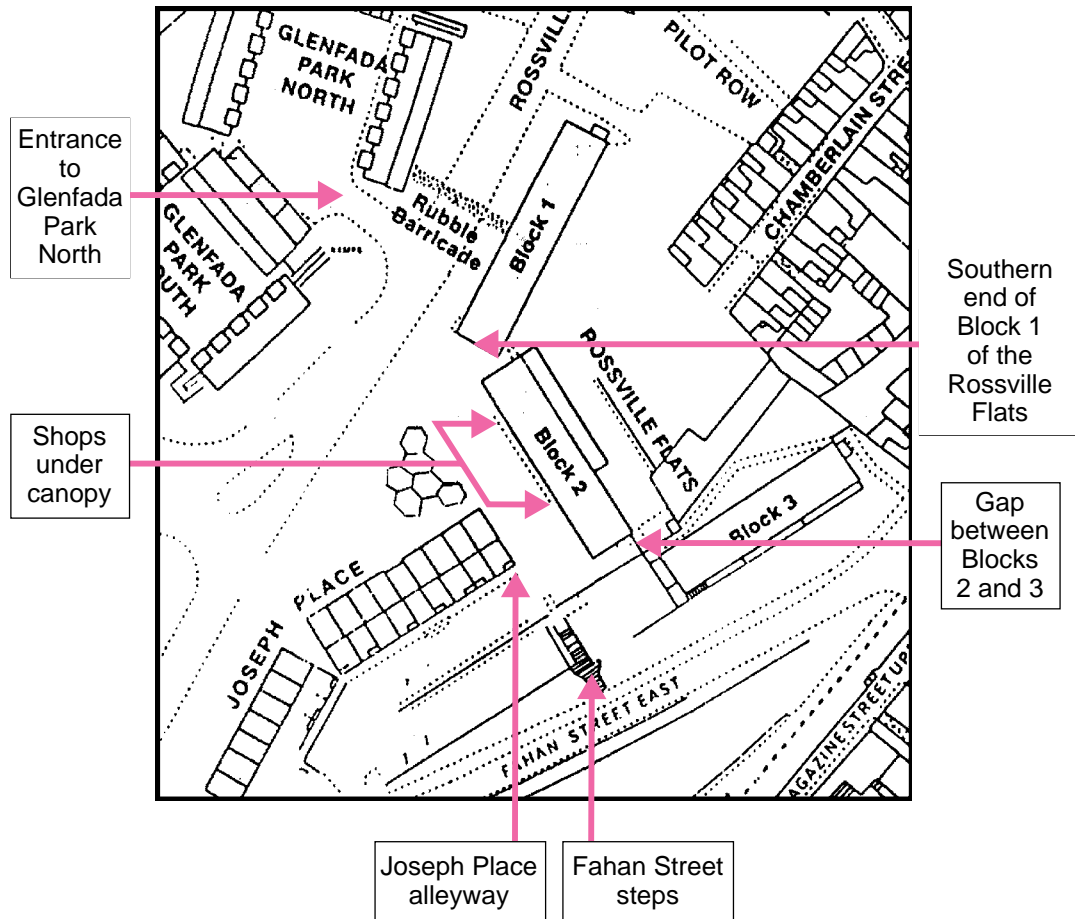 GLENFADA
PARK
NORTH
ROSSVILL
PILOT ROW
CHAMBERLAIN STRE
Entrance
to
Glenfada
Park
North
Rubble
Barricade
Block 1
GLENFADA
PARK
OUTH
RAMPS
Southern
end of
Block 1
of the
Rossville
Flats
ROSSVILLE FLATS
Shops
under
canopy
Block 2
Block 3
Gap
between
Blocks
2 and 3
JOSEPH PLACE
FAHAN STREET EAST
AGAZINE STREET UP
Joseph Place
alleyway
Fahan Street
steps